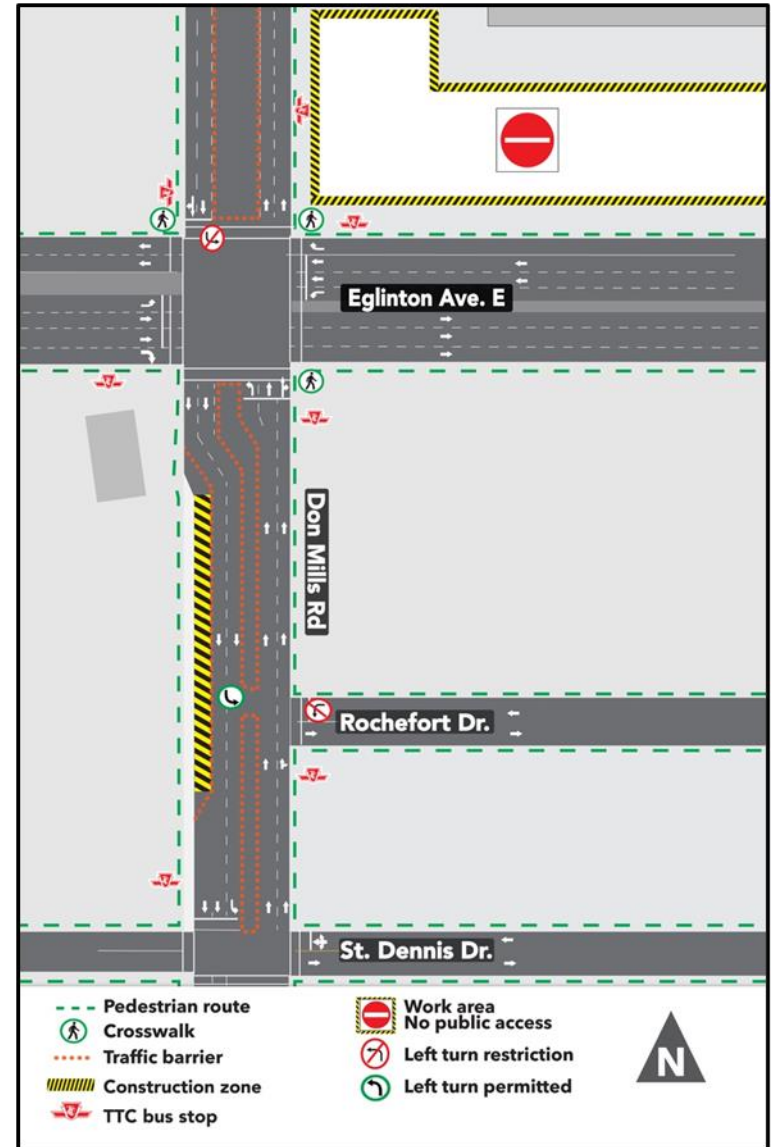 Eglinton Ave. E
Don Mills Rd
Rochefort Dr.
St. Dennis Dr.
Pedestrian route
Crosswalk
Traffic barrier
Construction zone
TTC bus stop
Work area
No public access
Left turn restriction
Left turn permitted
N